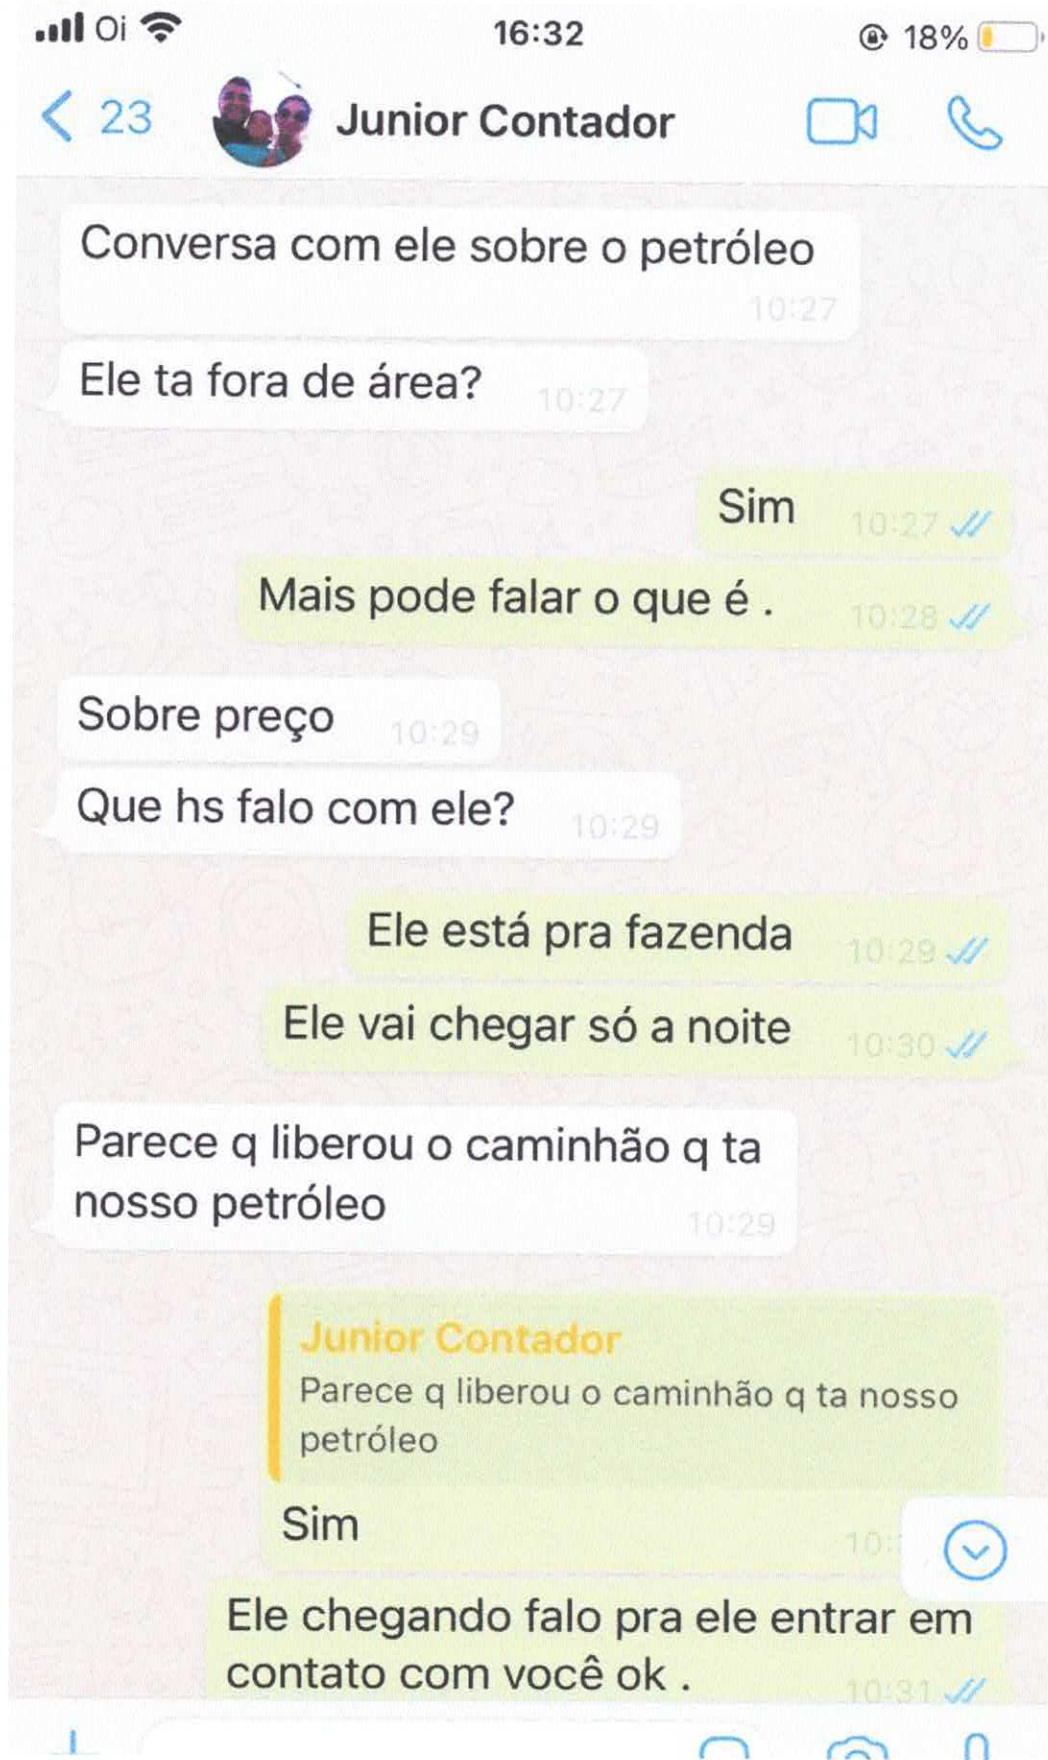 Oi 16:32 18%
23 Junior Contador
Conversa com ele sobre o petróleo
10:27
Ele ta fora de área? 10:27
Sim 10:27
Mais pode falar o que é . 10:28
Sobre preço 10:29
Que hs falo com ele? 10:29
Ele está pra fazenda 10:29
Ele vai chegar só a noite 10:30
Parece q liberou o caminhão q ta
nosso petróleo 10:29
Junior Contador
Parece q liberou o caminhão q ta nosso
petróleo
Sim
Ele chegando falo pra ele entrar em
contato com você ok . 10:31